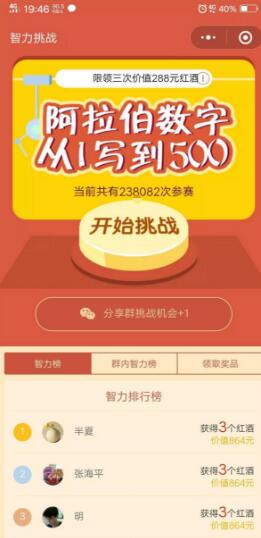 19:46
40%
智力挑战
限领三次价值288元红酒!
阿拉伯数字
从1写到500
当前共有238082次参赛
开始挑战
分享群挑战机会+1
智力榜 群内智力榜 领取奖品
智力排行榜
1 半夏 获得3个红酒
价值864元
2 张海平 获得3个红酒
价值864元
3 明 获得3个红酒
价值864元